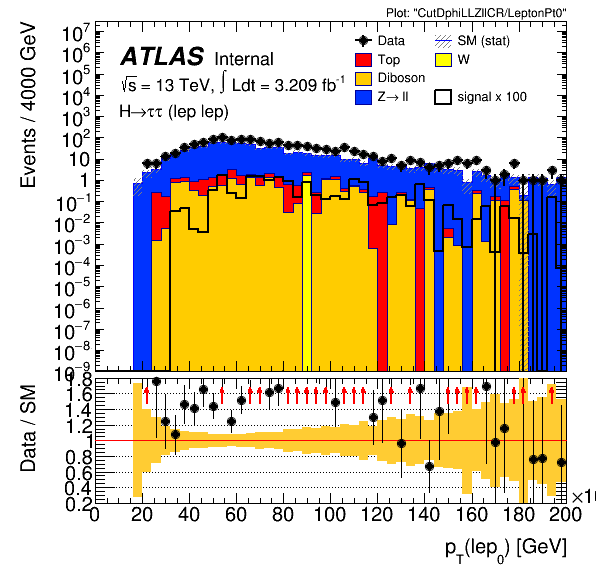 Plot: "CutDphiLLZllCR/LeptonPt0"
ATLAS Internal
√s = 13 TeV, ∫ Ldt = 3.209 fb⁻¹
H→ττ (lep lep)
Data
Top
Diboson
Z→ ll
SM (stat)
W
signal x 100
Events / 4000 GeV
10⁷
10⁶
10⁵
10⁴
10³
10²
10
1
10⁻¹
10⁻²
10⁻³
10⁻⁴
10⁻⁵
10⁻⁶
10⁻⁷
10⁻⁸
10⁻⁹
Data / SM
1.8
1.6
1.4
1.2
1
0.8
0.6
0.4
0.2
0 20 40 60 80 100 120 140 160 180 200
p_T(lep_0) [GeV]